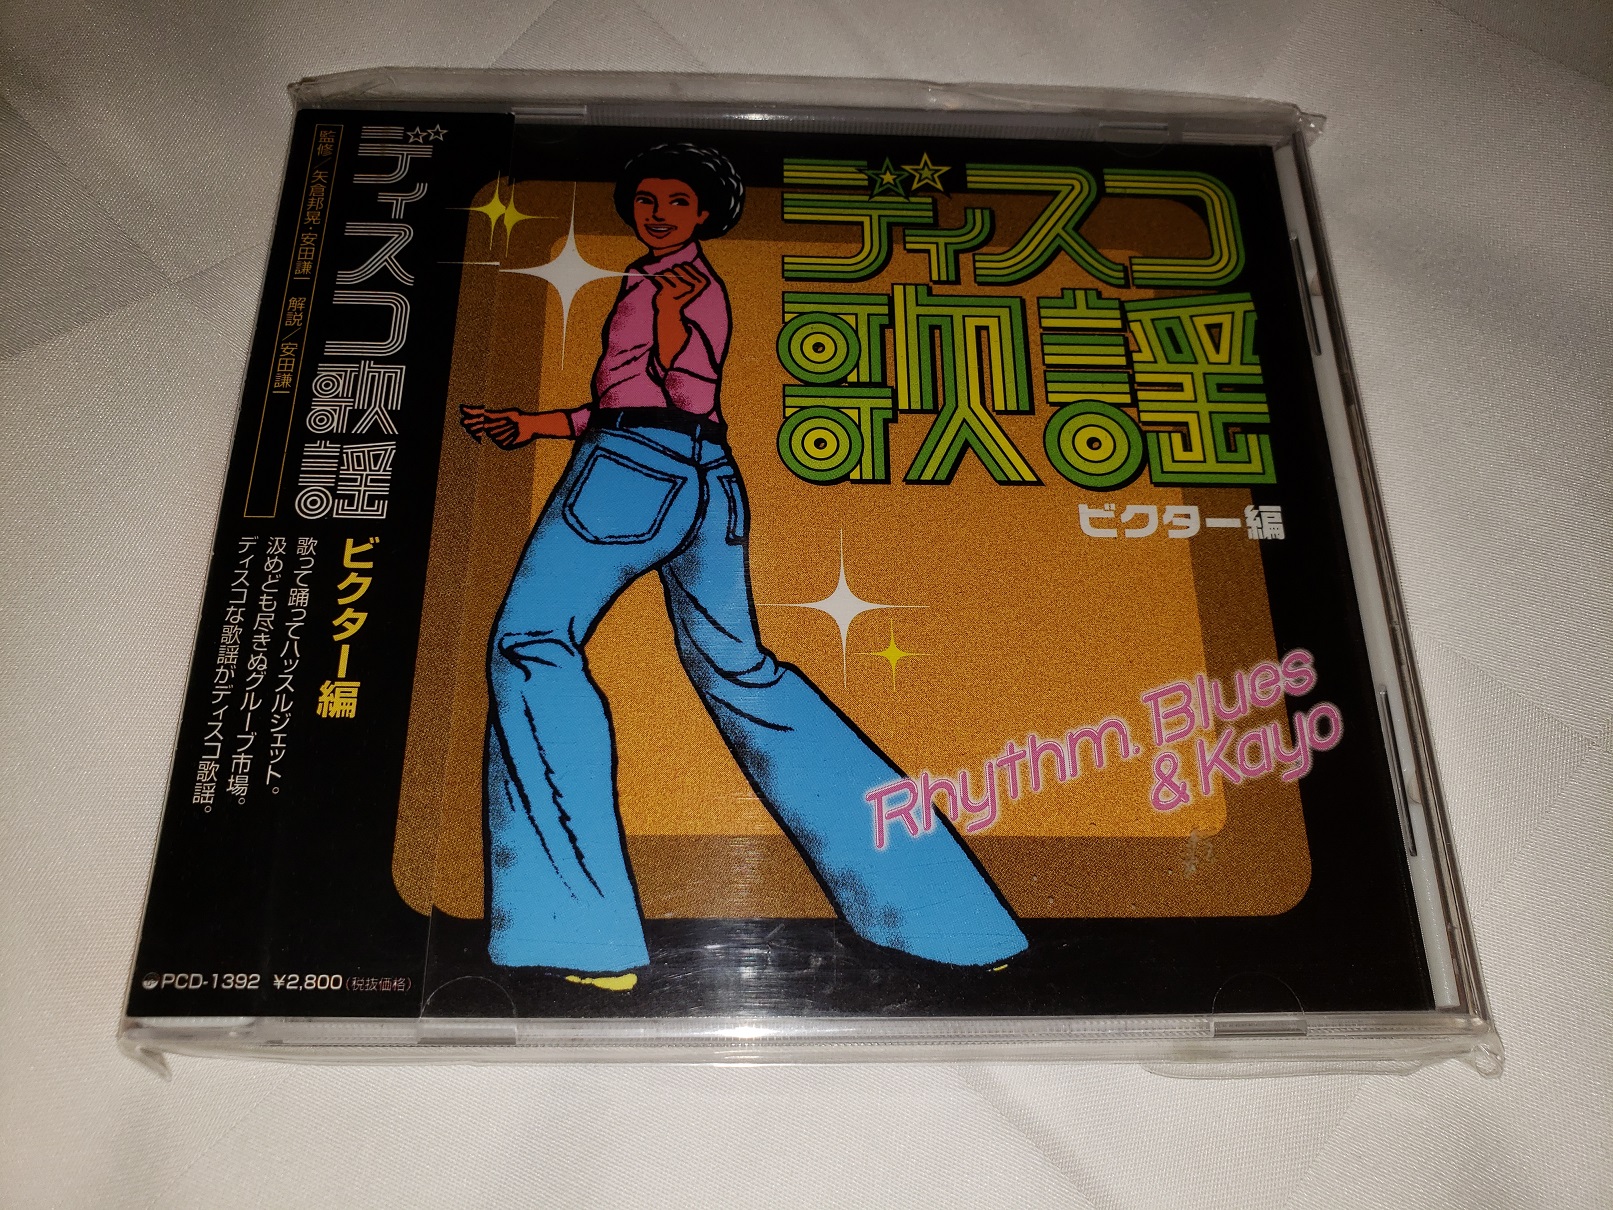 ディスコ
歌謡
ビクター編
Rhythm. Blues
& Kayo
ディスコ歌謡
ビクター編
監修/矢倉邦晃・安田謙一 解説/安田謙一
歌って踊ってハッスルジェット。
汲めども尽きぬグルーブ市場。
ディスコな歌謡がディスコ歌謡。
PCD-1392 ¥2,800(税抜価格)